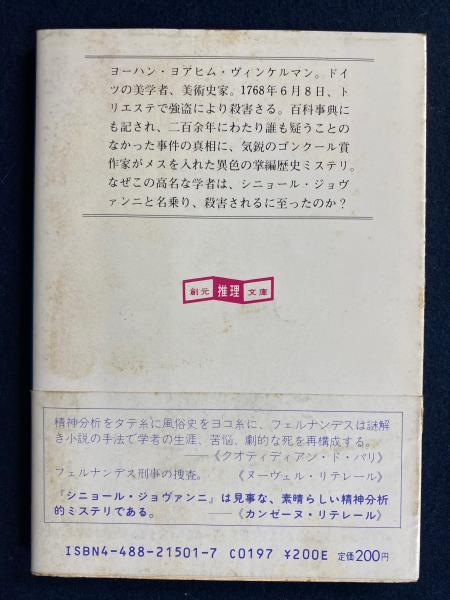 ヨーハン・ヨアヒム・ヴィンケルマン。ドイ
ツの美学者、美術史家。1768年6月8日、ト
リエステで強盗により殺害さる。百科事典に
も記され、二百余年にわたり誰も疑うことの
なかった事件の真相に、気鋭のゴンクール賞
作家がメスを入れた異色の掌編歴史ミステリ。
なぜこの高名な学者は、シニョール・ジョヴ
ァンニと名乗り、殺害されるに至ったのか?
創元 推理 文庫
精神分析をタテ糸に風俗史をヨコ糸に、フェルナンデスは謎解
き小説の手法で学者の生涯、苦悩、劇的な死を再構成する。
——《クオティディアン・ド・パリ》
フェルナンデス刑事の捜査。 《ヌーヴェル・リテレール》
『シニョール・ジョヴァンニ』は見事な、素晴らしい精神分析
的ミステリである。 ——《カンゼーヌ・リテレール》
ISBN4-488-21501-7 C0197 ¥200E 定価200円